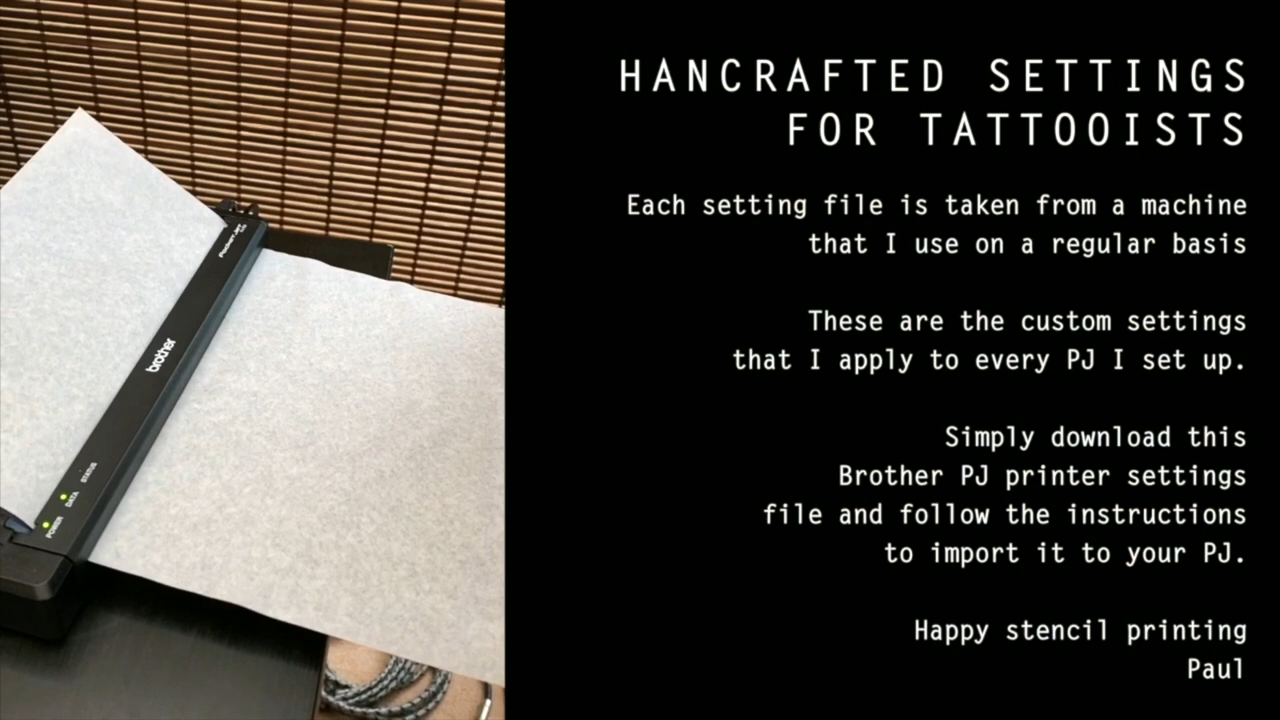 HANCRAFTED SETTINGS
FOR TATTOOISTS
Each setting file is taken from a machine
that I use on a regular basis
These are the custom settings
that I apply to every PJ I set up.
Simply download this
Brother PJ printer settings
file and follow the instructions
to import it to your PJ.
Happy stencil printing
Paul
PocketJet
brother
STATUS
DATA
POWER